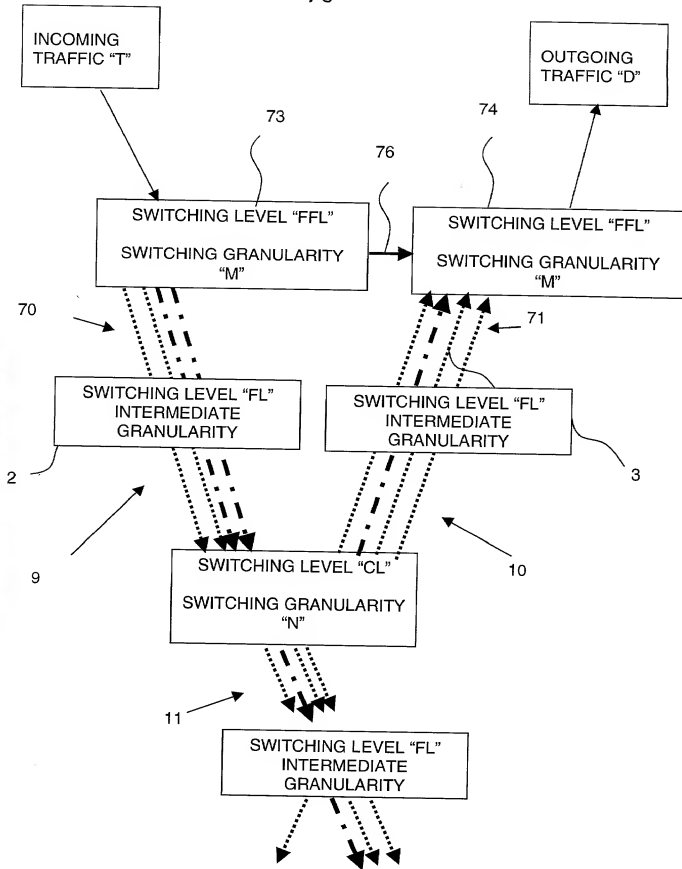 INCOMING
TRAFFIC "T"
OUTGOING
TRAFFIC "D"
73
74
76
SWITCHING LEVEL "FFL"
SWITCHING GRANULARITY
"M"
SWITCHING LEVEL "FFL"
SWITCHING GRANULARITY
"M"
70
71
SWITCHING LEVEL "FL"
INTERMEDIATE
GRANULARITY
SWITCHING LEVEL "FL"
INTERMEDIATE
GRANULARITY
2
3
9
10
SWITCHING LEVEL "CL"
SWITCHING GRANULARITY
"N"
11
SWITCHING LEVEL "FL"
INTERMEDIATE
GRANULARITY